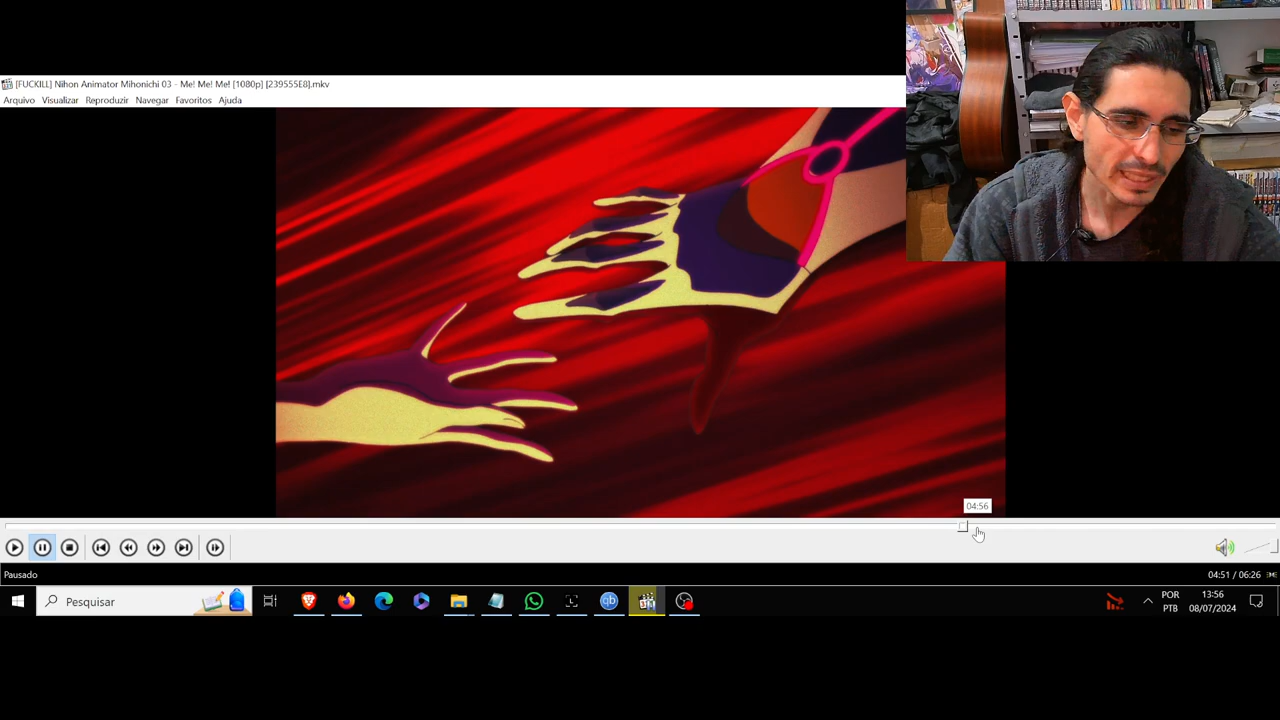 [FUCKILL] Nihon Animator Mihonichi 03 - Me! Me! Me! [1080p] [239555E8].mkv
Arquivo Visualizar Reproduzir Navegar Favoritos Ajuda
04:56
Pausado
04:51 / 06:26
Pesquisar
POR
PTB
13:56
08/07/2024